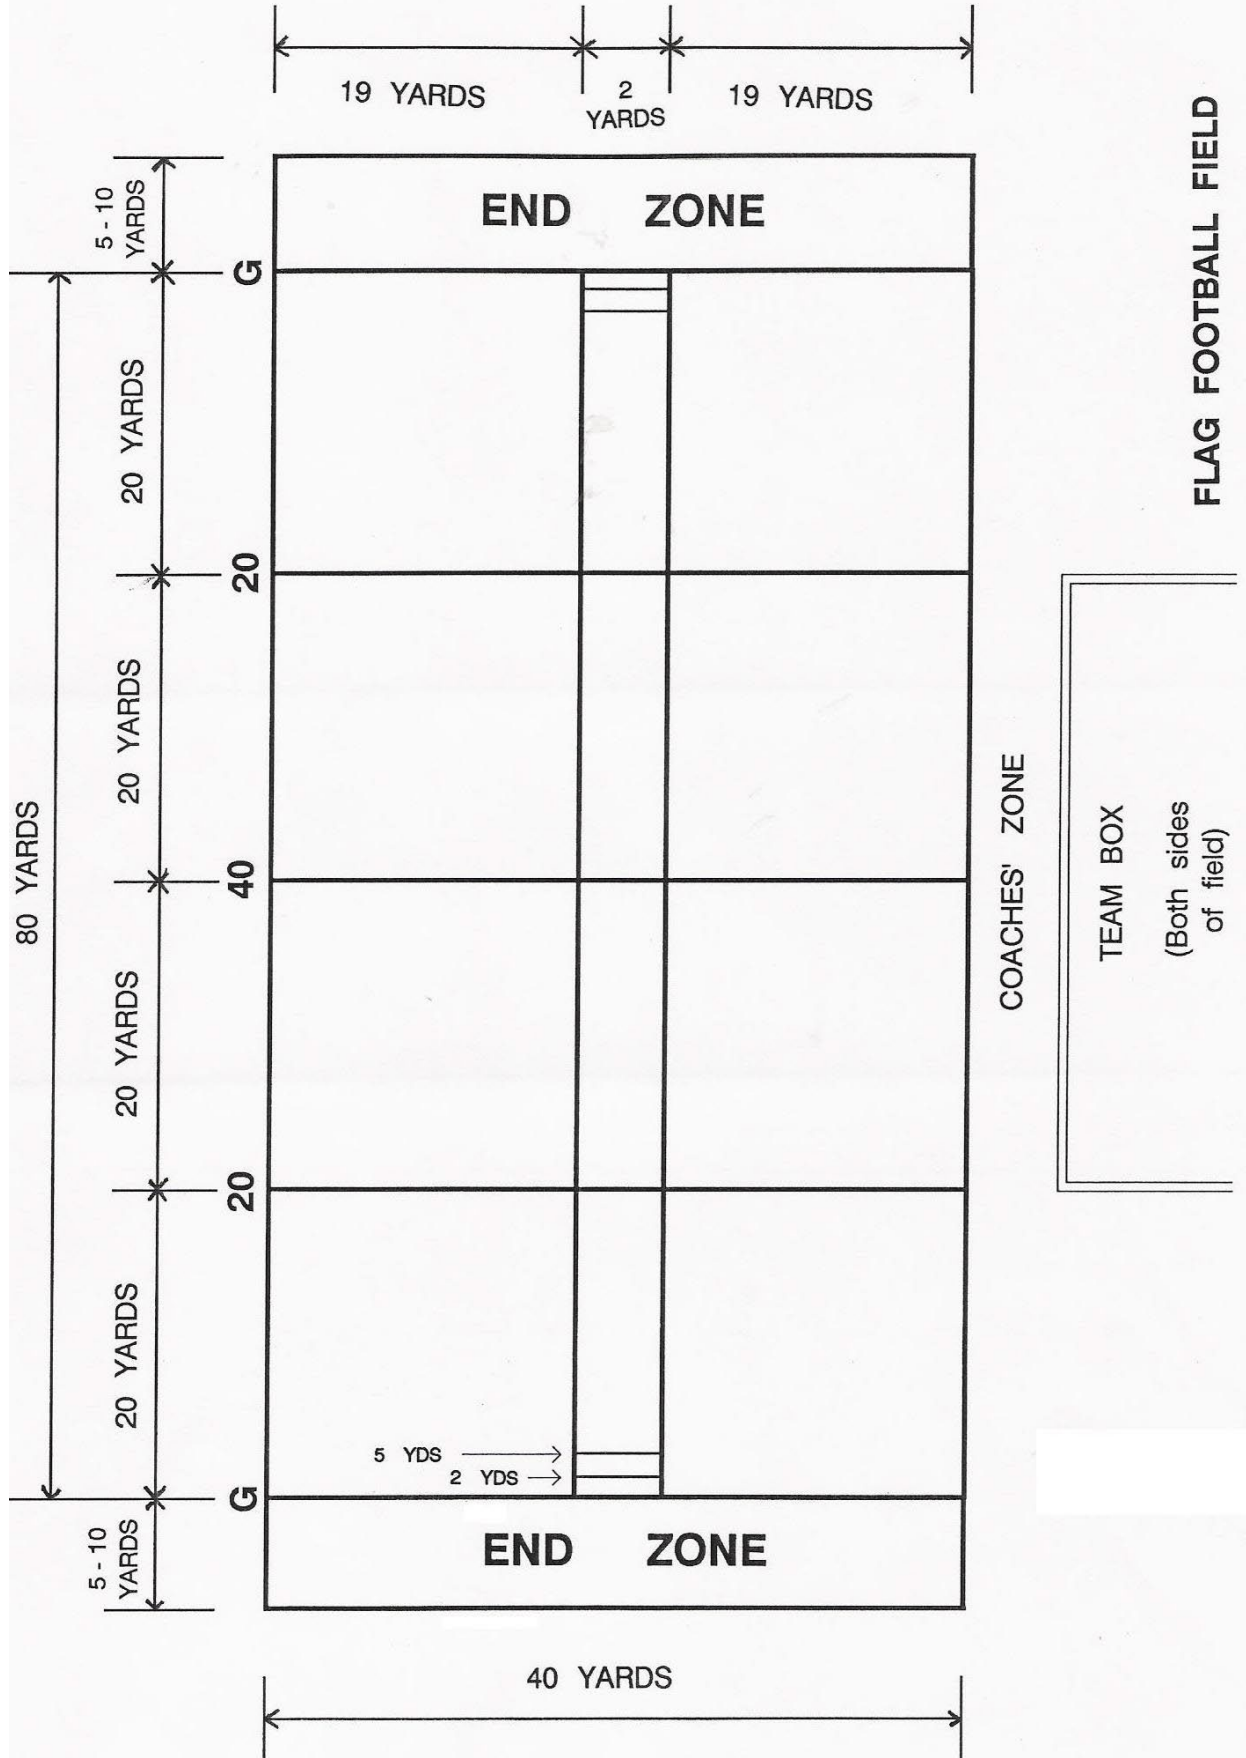 19 YARDS
2
YARDS
19 YARDS
FLAG FOOTBALL FIELD
5 - 10
YARDS
END ZONE
G
20 YARDS
20
20 YARDS
80 YARDS
40
COACHES' ZONE
TEAM BOX
(Both sides
of field)
20 YARDS
20
20 YARDS
5 YDS
2 YDS
G
5 - 10
YARDS
END ZONE
40 YARDS